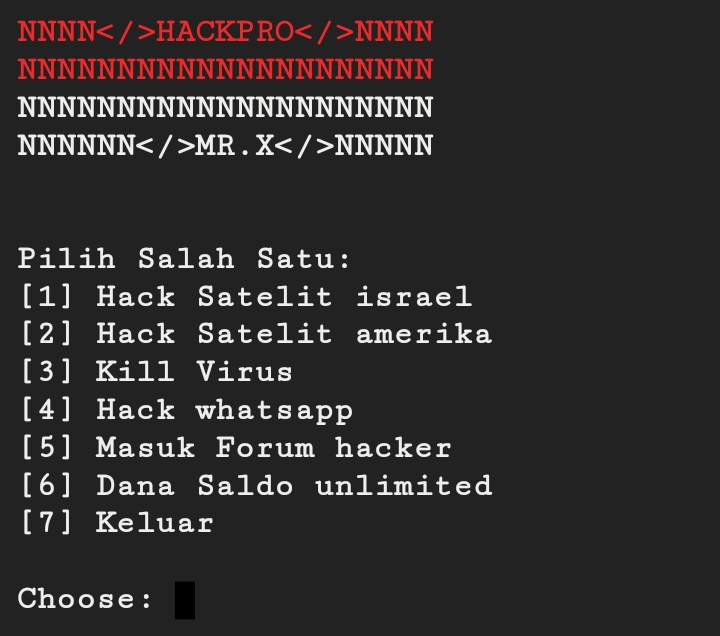 NNNN</>HACKPRO</>NNNN
NNNNNNNNNNNNNNNNNNNNN
NNNNNNNNNNNNNNNNNNNNN
NNNNNN</>MR.X</>NNNNN
Pilih Salah Satu:
[1] Hack Satelit israel
[2] Hack Satelit amerika
[3] Kill Virus
[4] Hack whatsapp
[5] Masuk Forum hacker
[6] Dana Saldo unlimited
[7] Keluar
Choose: